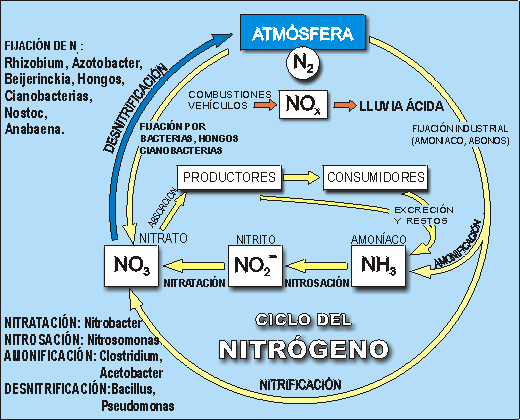 FIJACIÓN DE N2 :
Rhizobium, Azotobacter,
Beijerinckia, Hongos,
Cianobacterias,
Nostoc,
Anabaena.
ATMÓSFERA
N2
DESNITRIFICACIÓN
COMBUSTIONES
VEHÍCULOS
NOx
LLUVIA ÁCIDA
FIJACIÓN POR
BACTERIAS, HONGOS
CIANOBACTERIAS
FIJACIÓN INDUSTRIAL
(AMONIACO, ABONOS)
PRODUCTORES
CONSUMIDORES
ABSORCIÓN
EXCRECIÓN
Y RESTOS
NITRATO
NITRITO
AMONÍACO
AMONIFICACIÓN
NO3
NO2–
NH3
NITRATACIÓN
NITROSACIÓN
CICLO DEL
NITRÓGENO
NITRATACIÓN: Nitrobacter
NITROSACIÓN: Nitrosomonas
AMONIFICACIÓN: Clostridium,
Acetobacter
DESNITRIFICACIÓN:Bacillus,
Pseudomonas
NITRIFICACIÓN